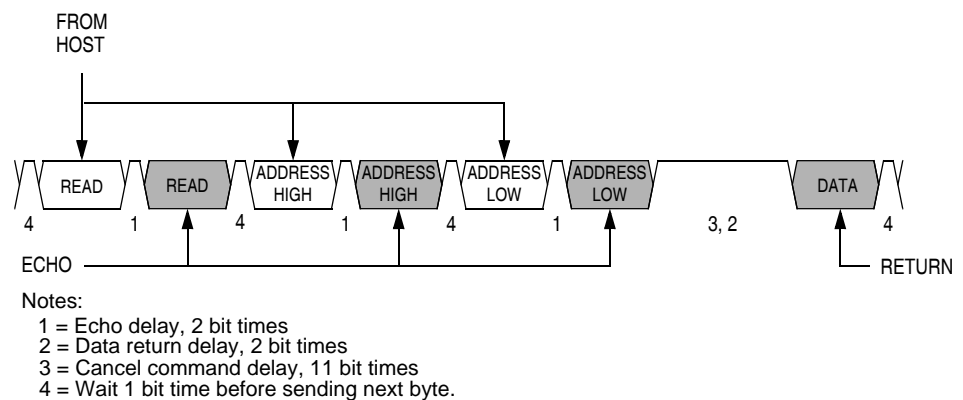 FROM
HOST
READ
READ
ADDRESS
HIGH
ADDRESS
HIGH
ADDRESS
LOW
ADDRESS
LOW
DATA
4 1 4 1 4 1 3, 2 4
ECHO
RETURN
Notes:
1 = Echo delay, 2 bit times
2 = Data return delay, 2 bit times
3 = Cancel command delay, 11 bit times
4 = Wait 1 bit time before sending next byte.